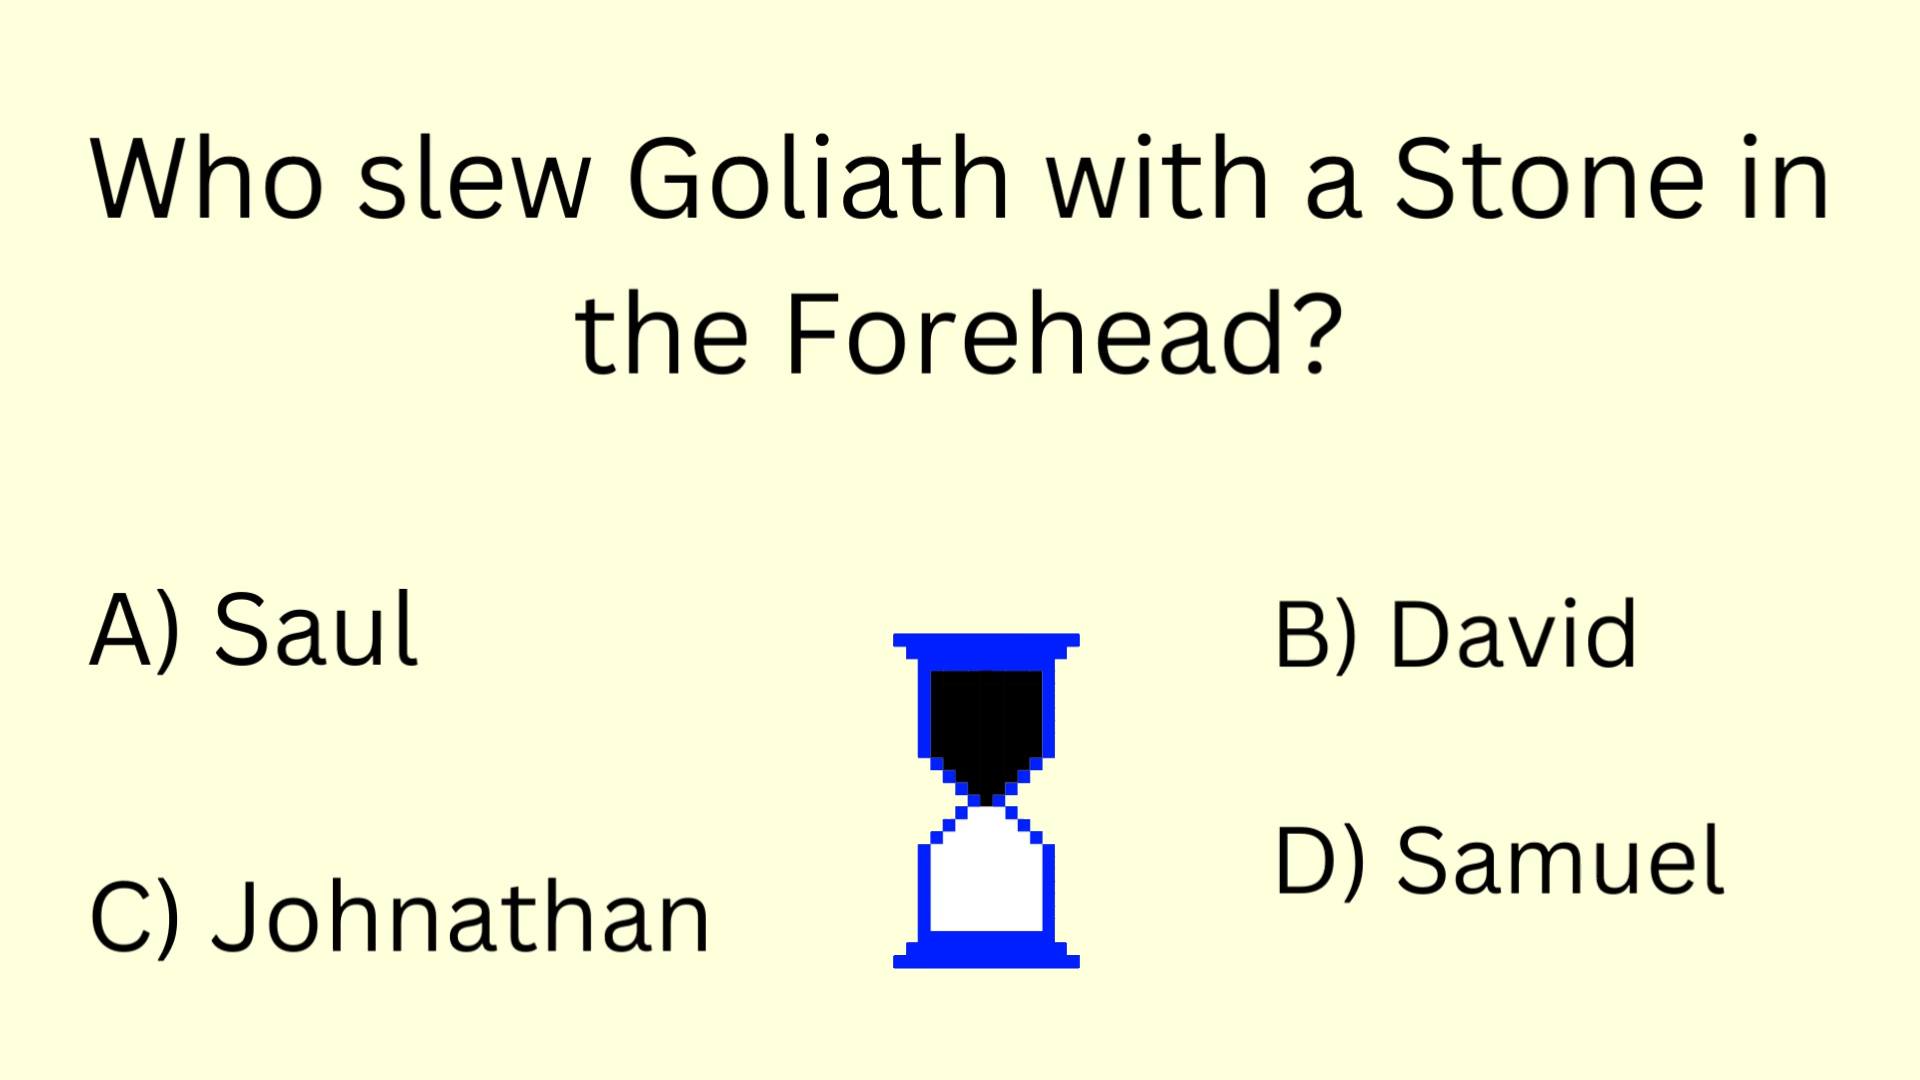 Who slew Goliath with a Stone in
the Forehead?
A) Saul
B) David
C) Johnathan
D) Samuel